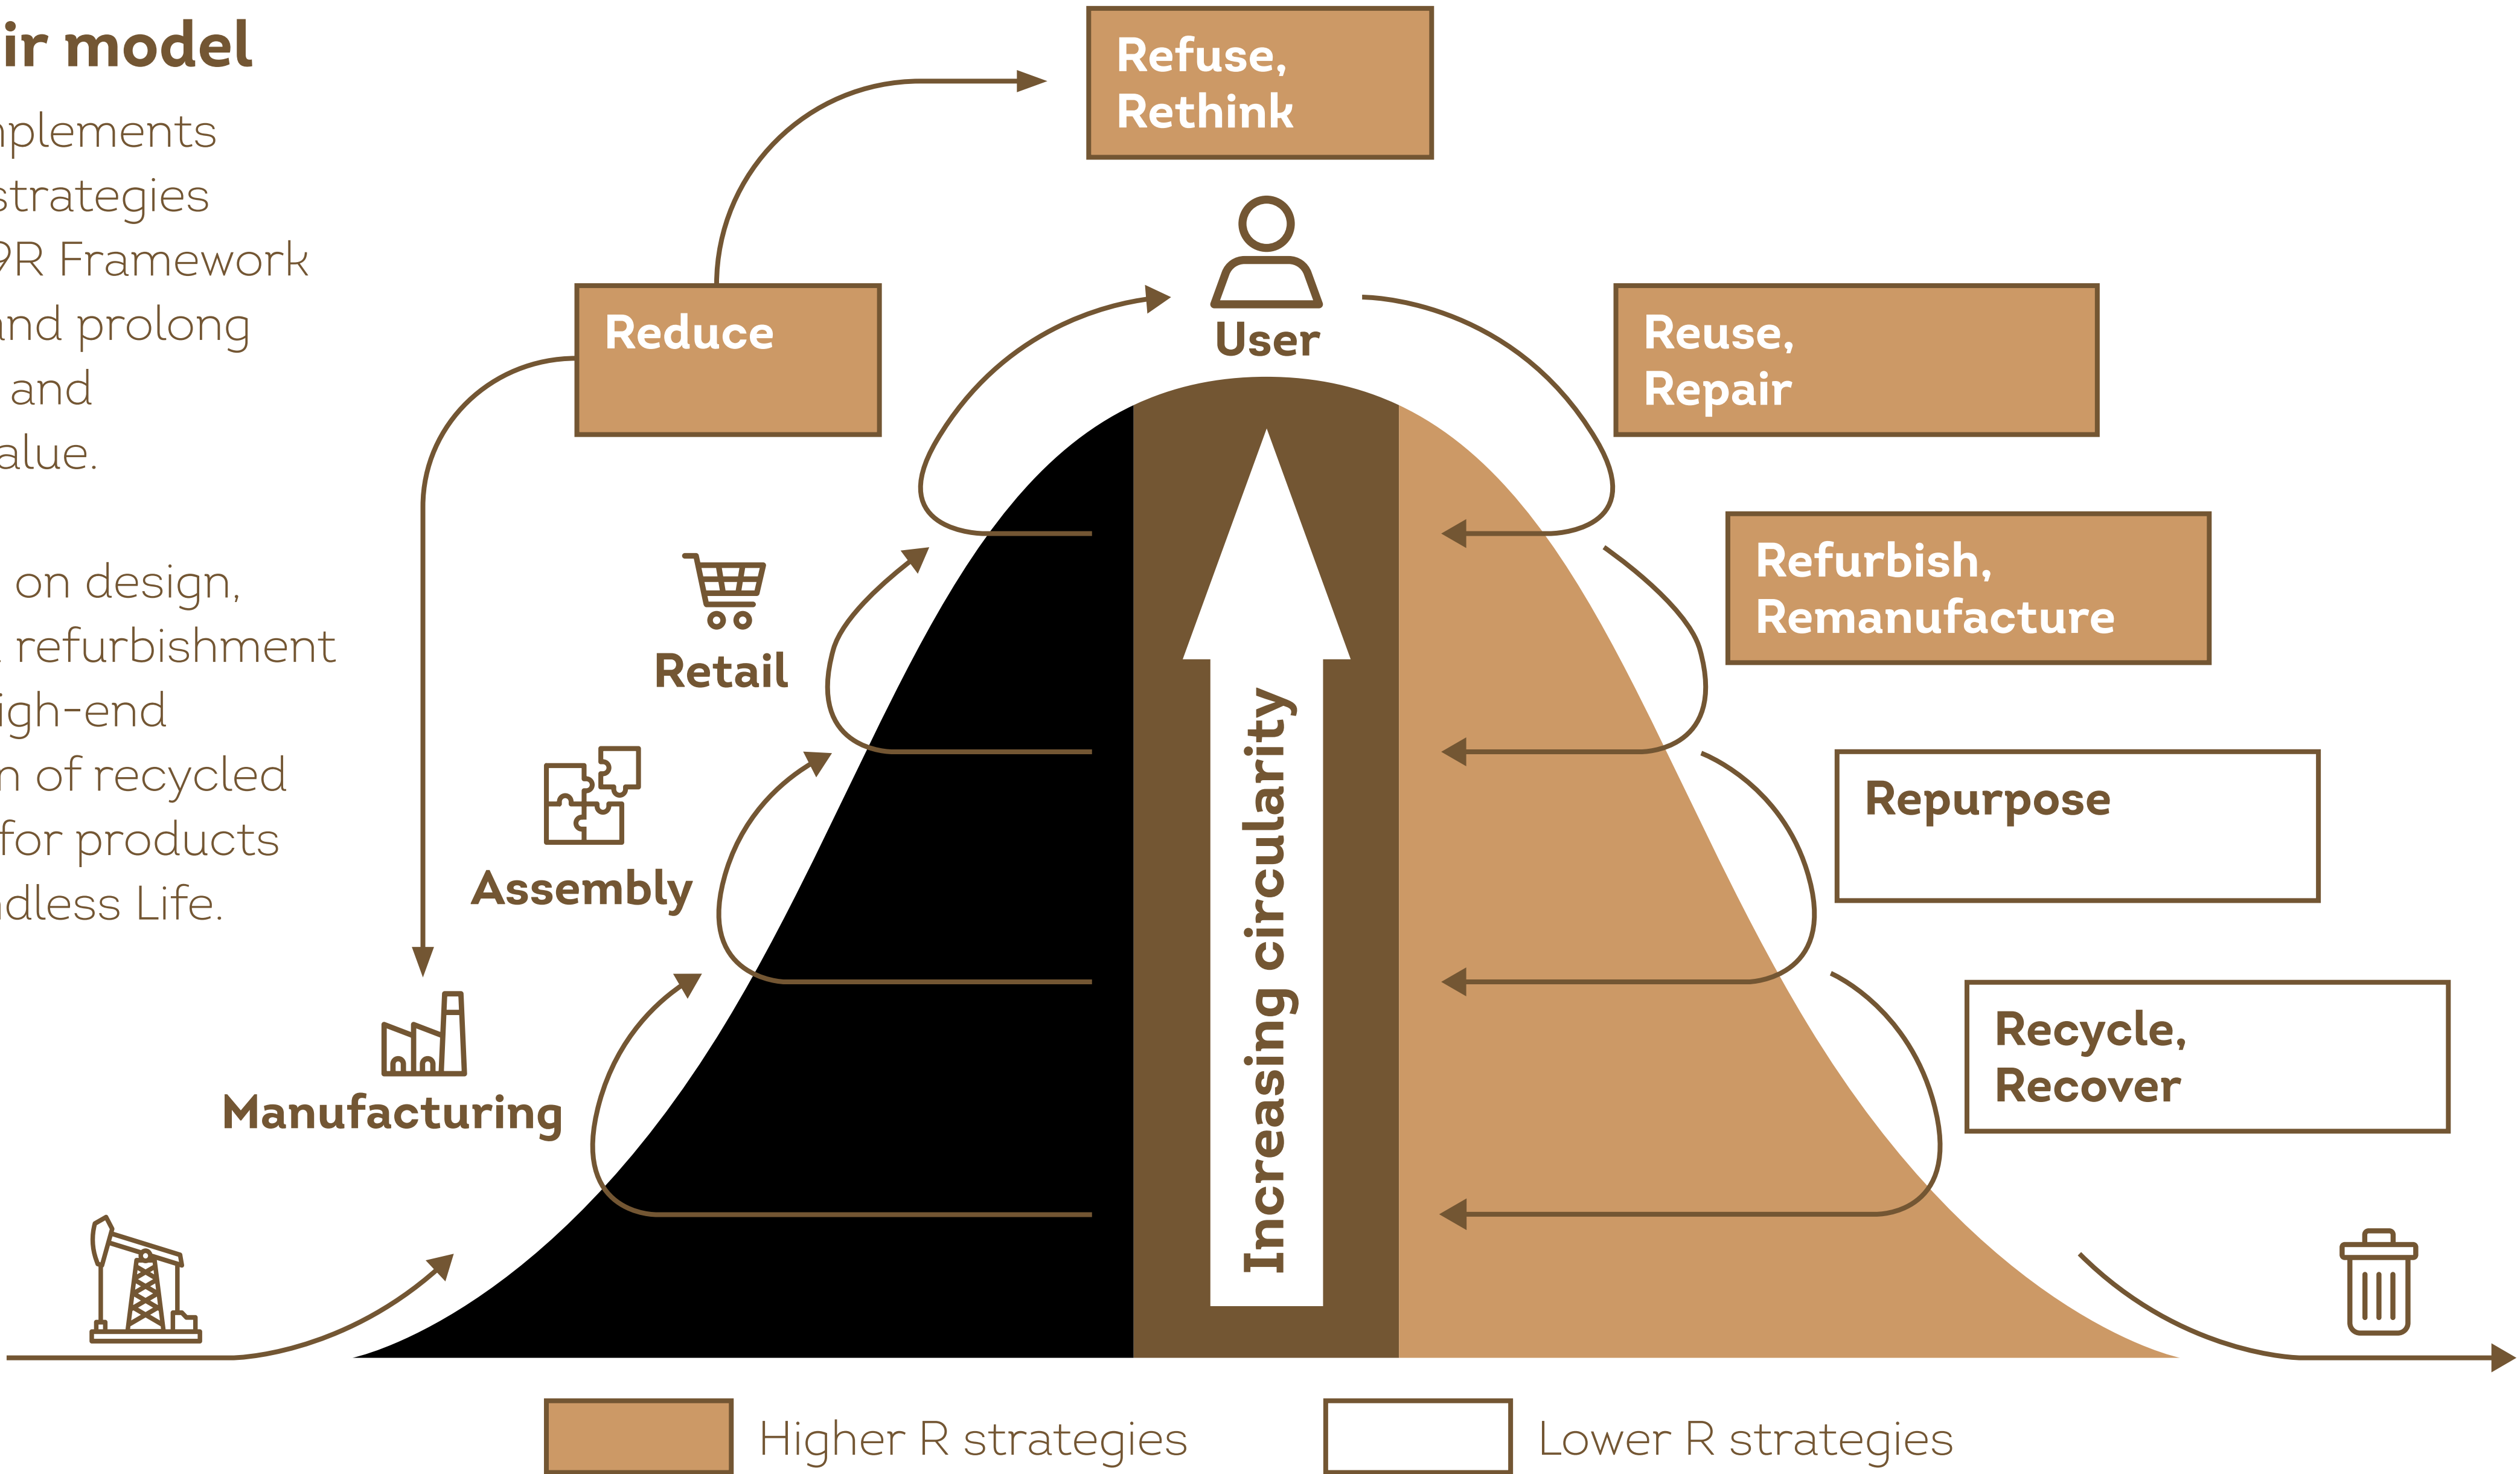 ir model
nplements
strategies
9R Framework
and prolong
and
alue.
on design,
refurbishment
igh-end
n of recycled
for products
ndless Life.
Refuse,
Rethink
User
Reduce
Reuse,
Repair
Refurbish,
Remanufacture
Retail
Repurpose
Assembly
Recycle,
Recover
Manufacturing
Increasing circularity
Higher R strategies
Lower R strategies